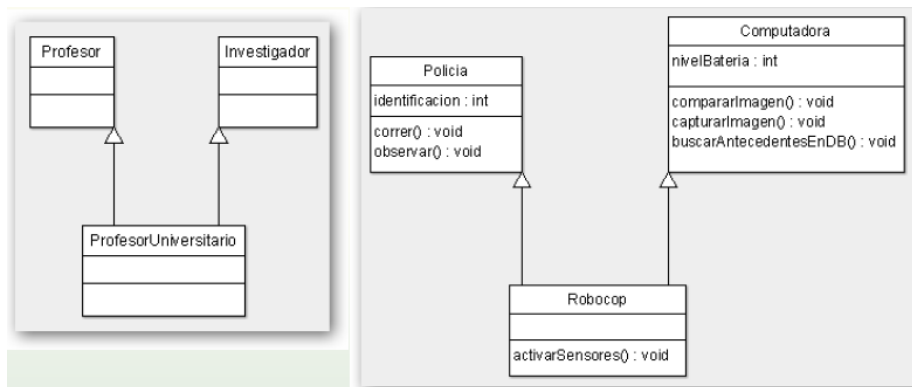 Profesor
Investigador
ProfesorUniversitario
Policia
identificacion : int
correr() : void
observar() : void
Computadora
nivelBateria : int
compararImagen() : void
capturarImagen() : void
buscarAntecedentesEnDB() : void
Robocop
activarSensores() : void